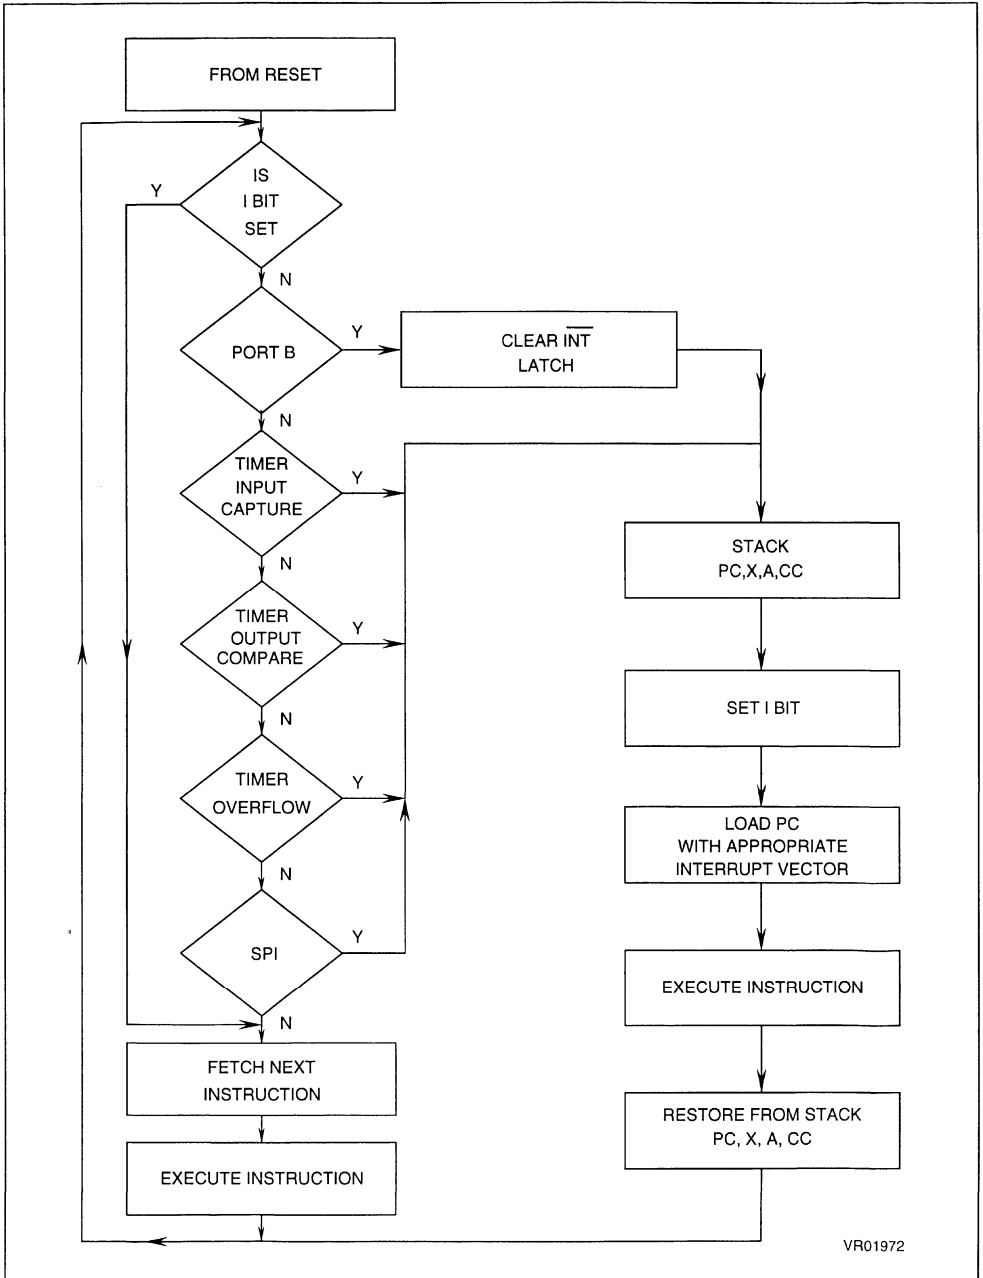 FROM RESET
IS
I BIT
SET
Y
N
PORT B
Y
CLEAR I̅N̅T̅
LATCH
N
TIMER
INPUT
CAPTURE
Y
N
STACK
PC,X,A,CC
TIMER
OUTPUT
COMPARE
Y
N
SET I BIT
TIMER
OVERFLOW
Y
N
LOAD PC
WITH APPROPRIATE
INTERRUPT VECTOR
SPI
Y
N
EXECUTE INSTRUCTION
FETCH NEXT
INSTRUCTION
RESTORE FROM STACK
PC, X, A, CC
EXECUTE INSTRUCTION
VR01972